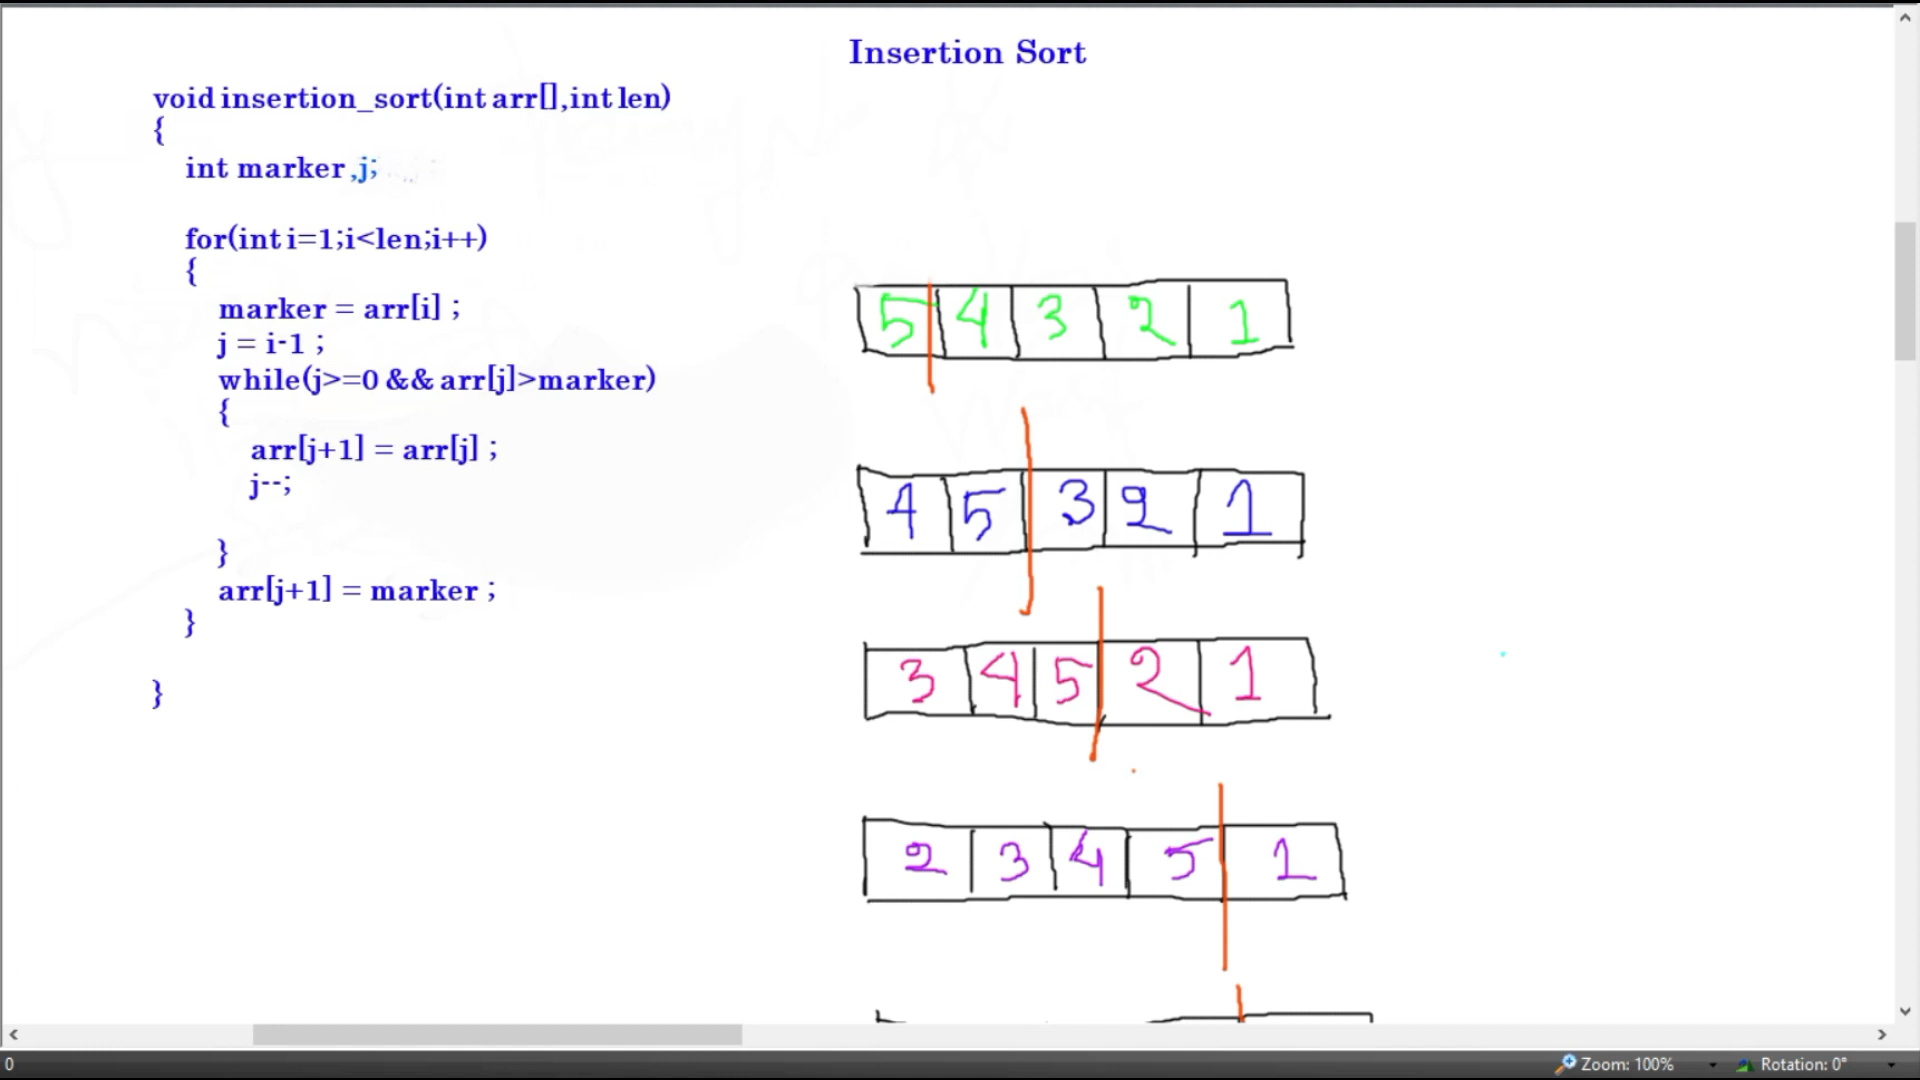 Insertion Sort
void insertion_sort(int arr[],int len)
{
int marker ,j;
for(int i=1;i<len;i++)
{
marker = arr[i] ;
j = i-1 ;
while(j>=0 && arr[j]>marker)
{
arr[j+1] = arr[j] ;
j--;
}
arr[j+1] = marker ;
}
}
5 4 3 2 1
4 5 3 2 1
3 4 5 2 1
2 3 4 5 1
0
Zoom: 100%
Rotation: 0°